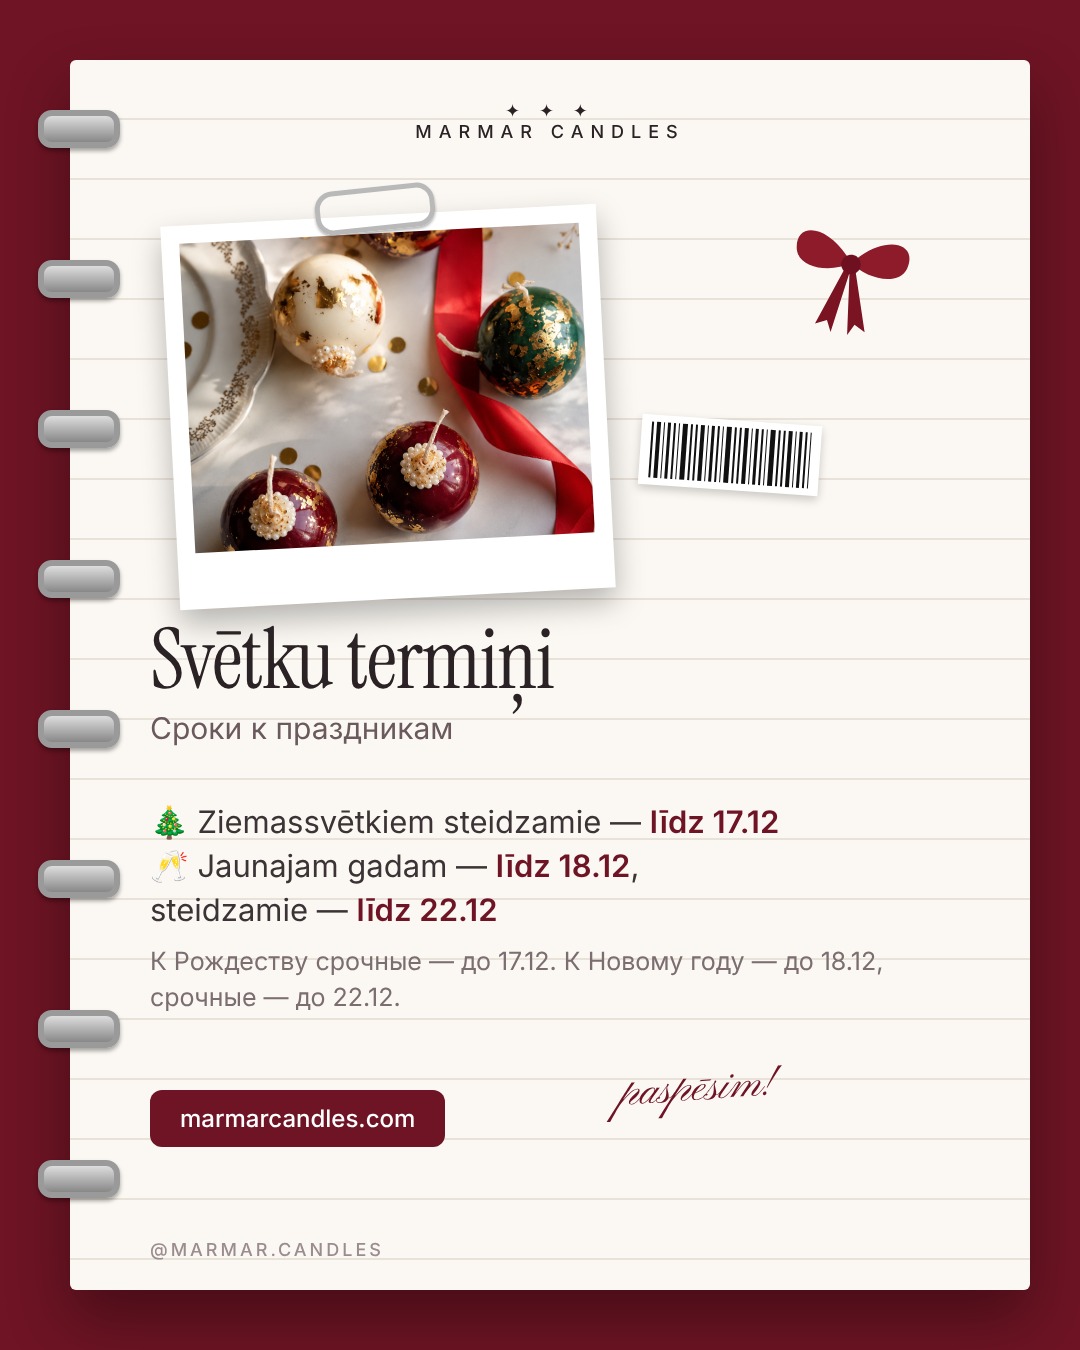 MARMAR CANDLES
Svētku termiņi
Сроки к праздникам
🎄 Ziemassvētkiem steidzamie — līdz 17.12
🥂 Jaunajam gadam — līdz 18.12,
steidzamie — līdz 22.12
К Рождеству срочные — до 17.12. К Новому году — до 18.12,
срочные — до 22.12.
paspēsim!
marmarcandles.com
@MARMAR.CANDLES